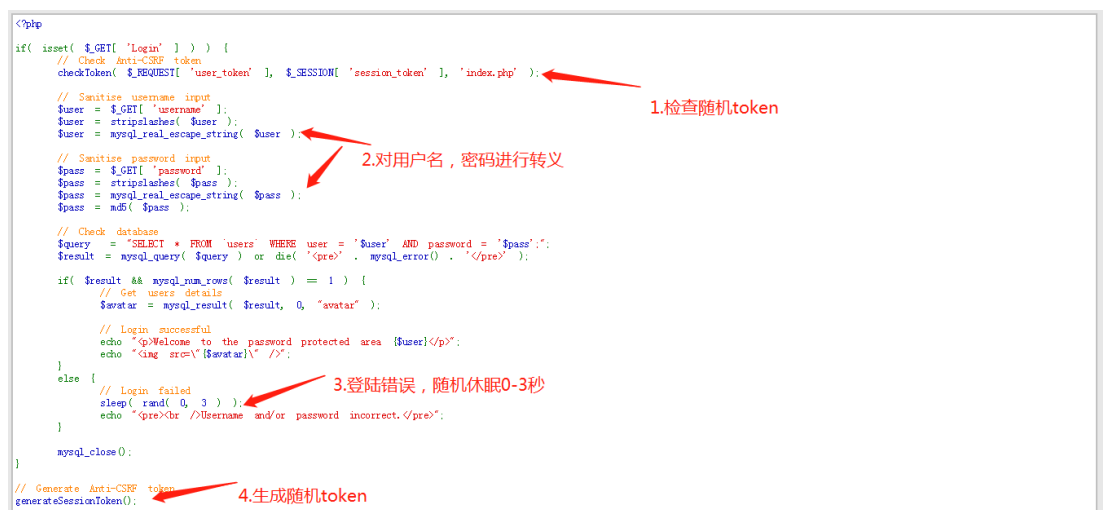 <?php
if( isset( $_GET[ 'Login' ] ) ) {
// Check Anti-CSRF token
checkToken( $_REQUEST[ 'user_token' ], $_SESSION[ 'session_token' ], 'index.php' );
1.检查随机token
// Sanitise username input
$user = $_GET[ 'username' ];
$user = stripslashes( $user );
$user = mysql_real_escape_string( $user );
2.对用户名，密码进行转义
// Sanitise password input
$pass = $_GET[ 'password' ];
$pass = stripslashes( $pass );
$pass = mysql_real_escape_string( $pass );
$pass = md5( $pass );
// Check database
$query = "SELECT * FROM `users` WHERE user = '$user' AND password = '$pass';";
$result = mysql_query( $query ) or die( '<pre>' . mysql_error() . '</pre>' );
if( $result && mysql_num_rows( $result ) == 1 ) {
// Get users details
$avatar = mysql_result( $result, 0, "avatar" );
// Login successful
echo "<p>Welcome to the password protected area {$user}</p>";
echo "<img src=\"{$avatar}\" />";
}
else {
// Login failed
sleep( rand( 0, 3 ) );
3.登陆错误，随机休眠0-3秒
echo "<pre><br />Username and/or password incorrect.</pre>";
}
mysql_close();
}
// Generate Anti-CSRF token
generateSessionToken();
4.生成随机token